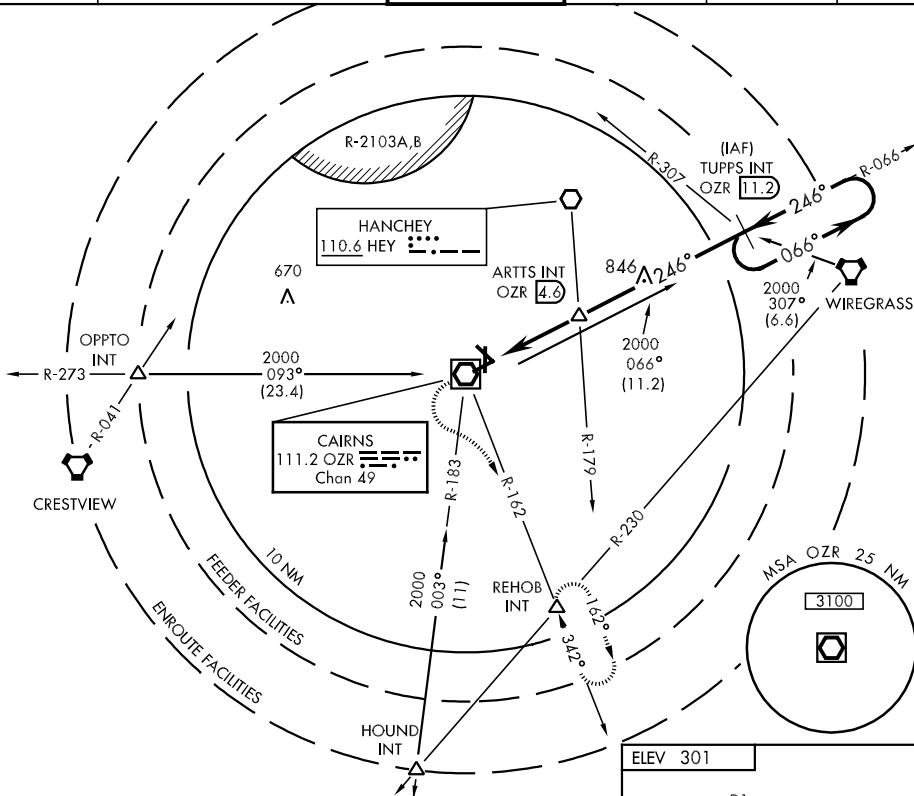 R-2103A,B
(IAF)
TUPPS INT
OZR 11.2
R-307
R-066
246°
066°
HANCHEY
110.6 HEY
ARTTS INT
OZR 4.6
846
246°
670
2000
307°
(6.6)
WIREGRASS
OPPTO
INT
R-273
2000
093°
(23.4)
2000
066°
(11.2)
R-041
CRESTVIEW
CAIRNS
111.2 OZR
Chan 49
R-183
R-162
R-179
R-230
10 NM
FEEDER FACILITIES
ENROUTE FACILITIES
2000
003°
(11)
REHOB
INT
162°
342°
MSA OZR 25 NM
3100
HOUND
INT
ELEV 301